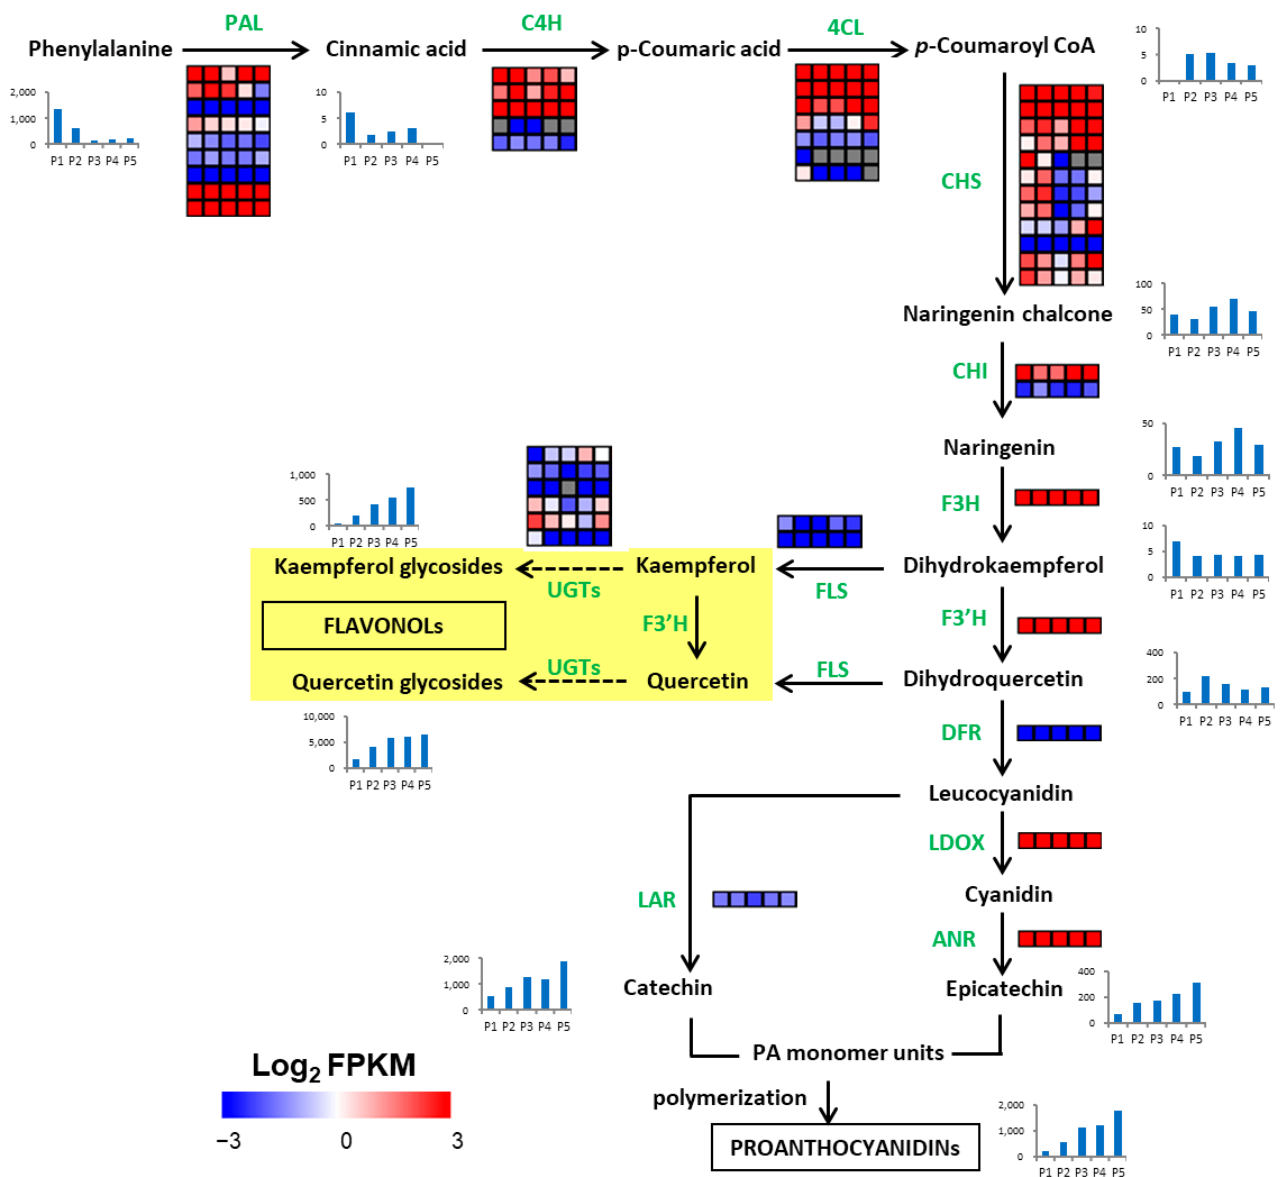 PAL
C4H
4CL
Phenylalanine
Cinnamic acid
p-Coumaric acid
p-Coumaroyl CoA
10
5
0
P1 P2 P3 P4 P5
2,000
1,000
0
P1 P2 P3 P4 P5
10
5
0
P1 P2 P3 P4 P5
CHS
Naringenin chalcone
100
50
0
P1 P2 P3 P4 P5
CHI
Naringenin
50
0
P1 P2 P3 P4 P5
F3H
1,000
500
0
P1 P2 P3 P4 P5
10
5
0
P1 P2 P3 P4 P5
Kaempferol glycosides
Kaempferol
Dihydrokaempferol
UGTs
FLS
FLAVONOLs
F3’H
F3’H
UGTs
FLS
Quercetin glycosides
Quercetin
Dihydroquercetin
400
200
0
P1 P2 P3 P4 P5
10,000
5,000
0
P1 P2 P3 P4 P5
DFR
Leucocyanidin
LDOX
Cyanidin
LAR
ANR
2,000
1,000
0
P1 P2 P3 P4 P5
Catechin
Epicatechin
400
200
0
P1 P2 P3 P4 P5
PA monomer units
Log2 FPKM
−3 0 3
polymerization
PROANTHOCYANIDINs
2,000
1,000
0
P1 P2 P3 P4 P5